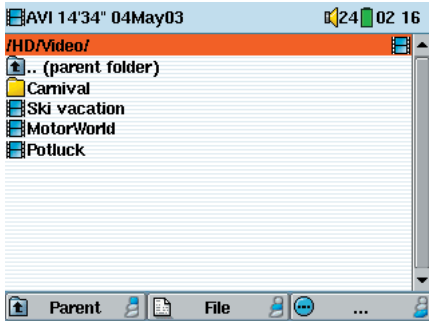 AVI 14'34" 04May03 24 02 16
/HD/Video/
.. (parent folder)
Carnival
Ski vacation
MotorWorld
Potluck
Parent File ...